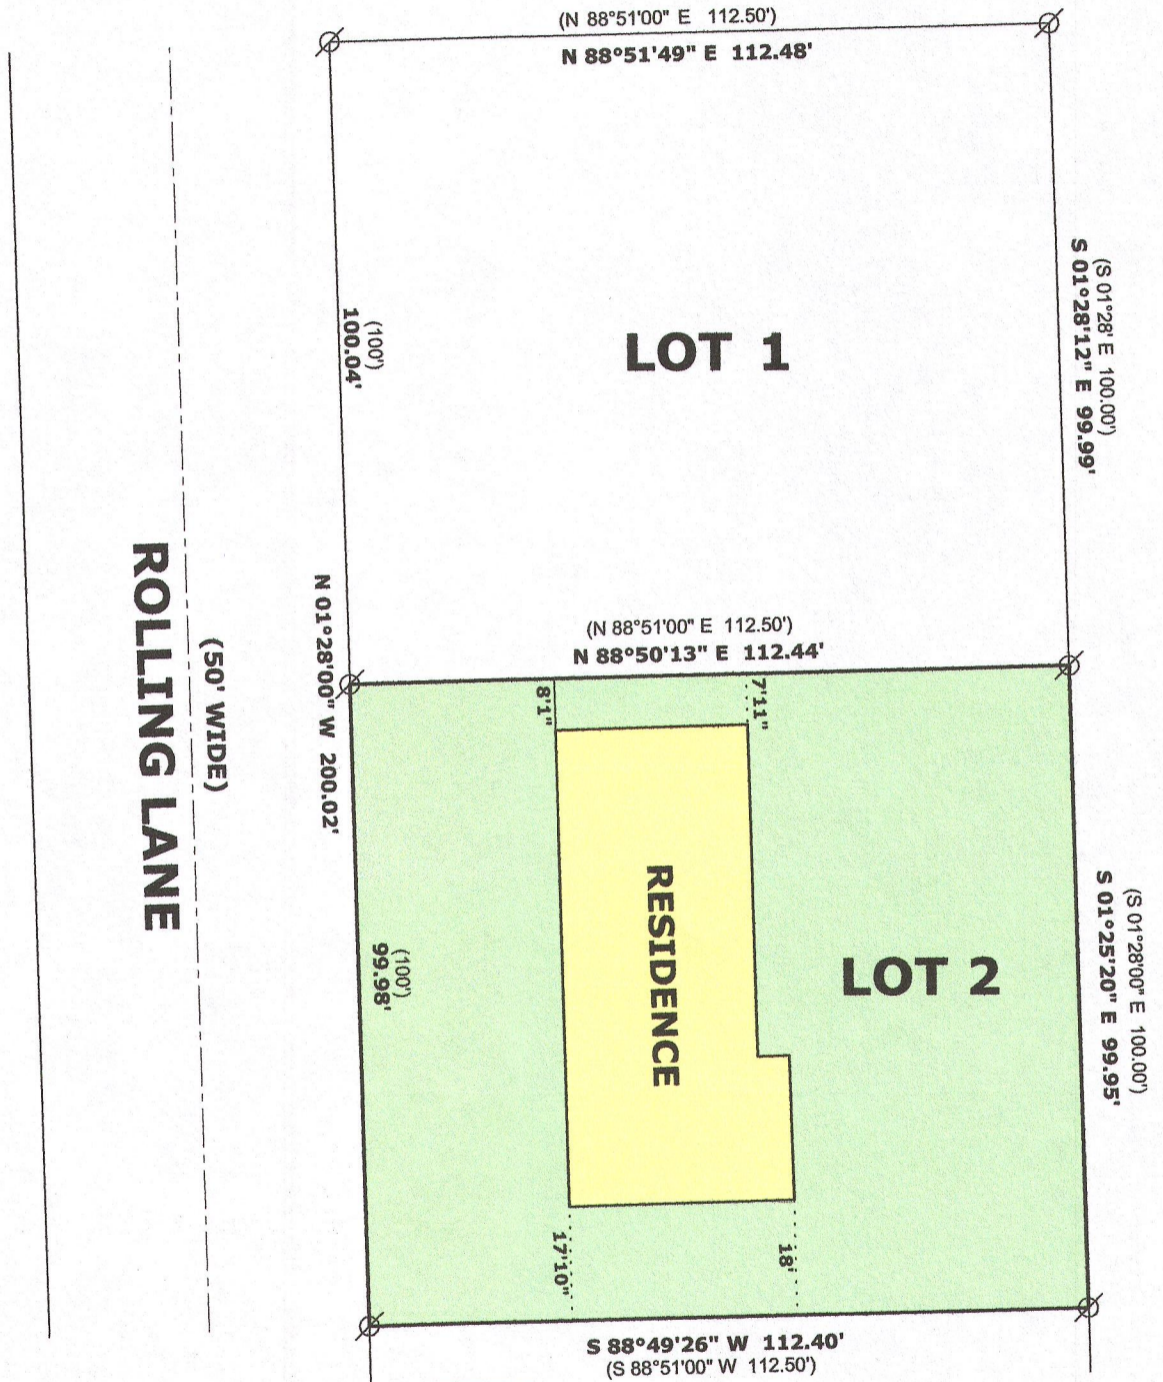 (N 88°51'00" E 112.50')
N 88°51'49" E 112.48'
(S 01°28' E 100.00')
S 01°28'12" E 99.99'
(100')
100.04'
LOT 1
ROLLING LANE
(50' WIDE)
N 01°28'00" W 200.02'
(N 88°51'00" E 112.50')
N 88°50'13" E 112.44'
8'1"
7'11"
RESIDENCE
LOT 2
(S 01°28'00" E 100.00')
S 01°25'20" E 99.95'
(100')
99.98'
17'10"
18'
S 88°49'26" W 112.40'
(S 88°51'00" W 112.50')